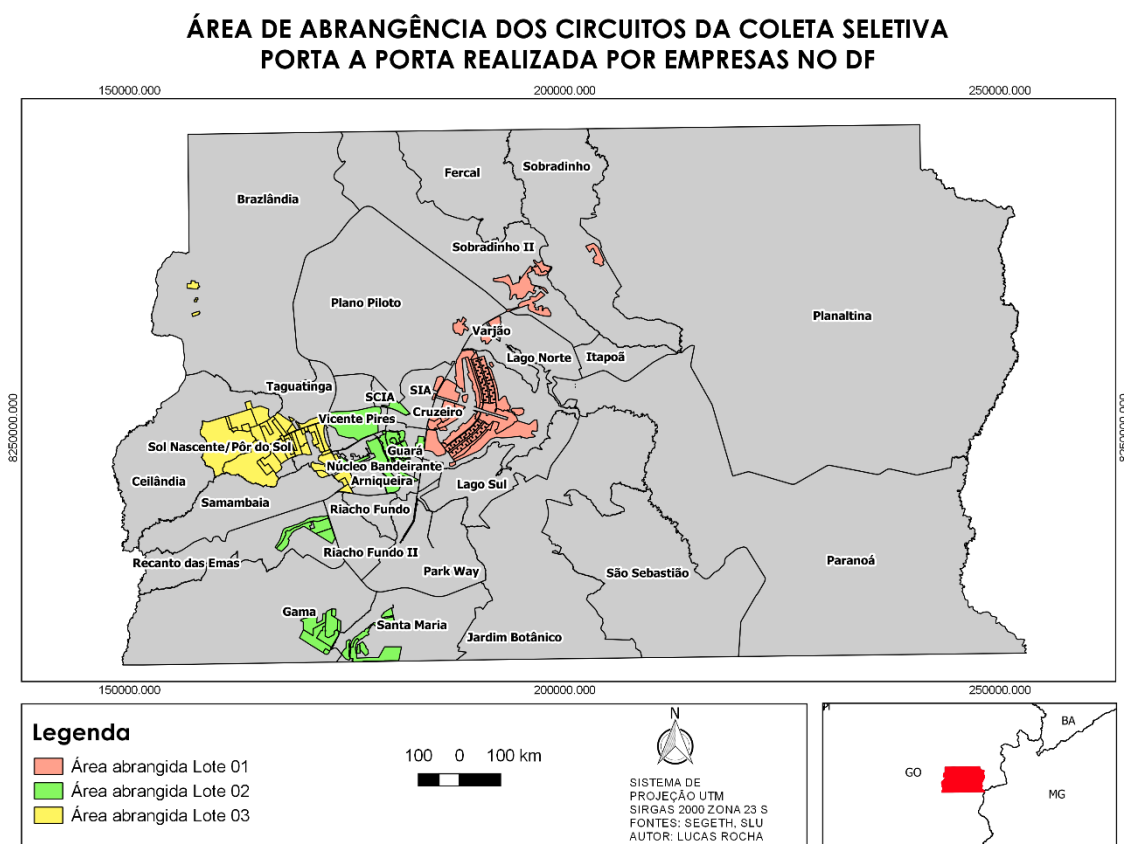 ÁREA DE ABRANGÊNCIA DOS CIRCUITOS DA COLETA SELETIVA
PORTA A PORTA REALIZADA POR EMPRESAS NO DF
150000.000
200000.000
250000.000
Fercal
Sobradinho
Brazlândia
Sobradinho II
Plano Piloto
Planaltina
Varjão
Lago Norte
Itapoã
Taguatinga
SCIA
SIA
Cruzeiro
Vicente Pires
8250000.000
8250000.000
Sol Nascente/Pôr do Sol
Guará
Núcleo Bandeirante
Arniqueira
Ceilândia
Lago Sul
Samambaia
Riacho Fundo
Recanto das Emas
Riacho Fundo II
Park Way
São Sebastião
Paranoá
Gama
Santa Maria
Jardim Botânico
150000.000
200000.000
250000.000
Legenda
Área abrangida Lote 01
Área abrangida Lote 02
Área abrangida Lote 03
100 0 100 km
N
SISTEMA DE
PROJEÇÃO UTM
SIRGAS 2000 ZONA 23 S
FONTES: SEGETH, SLU
AUTOR: LUCAS ROCHA
BA
GO
MG